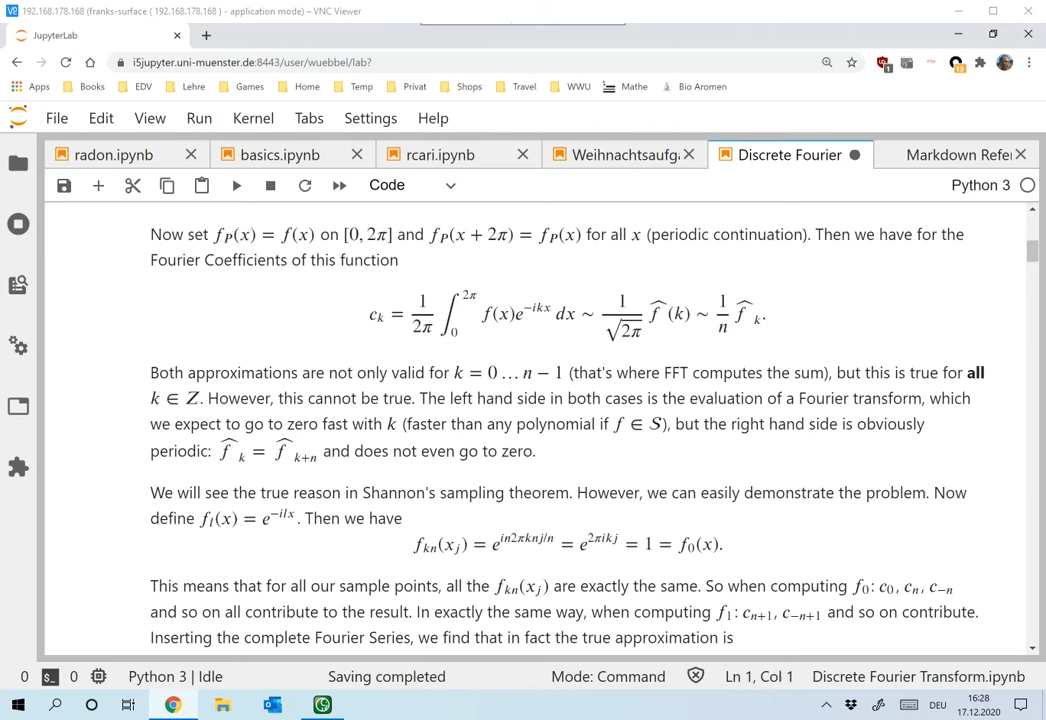 192.168.178.168 (franks-surface ( 192.168.178.168 ) - application mode) - VNC Viewer
JupyterLab
i5jupyter.uni-muenster.de:8443/user/wuebbel/lab?
Apps Books EDV Lehre Games Home Temp Privat Shops Travel WWU Mathe Bio Aromen
File Edit View Run Kernel Tabs Settings Help
radon.ipynb basics.ipynb rcari.ipynb Weihnachtsaufg Discrete Fourier Markdown Refe
Code Python 3
Now set f_P(x) = f(x) on [0, 2π] and f_P(x + 2π) = f_P(x) for all x (periodic continuation). Then we have for the
Fourier Coefficients of this function
c_k = 1/2π ∫_0^{2π} f(x)e^{−ikx} dx ∼ 1/√2π f̂(k) ∼ 1/n f̂_k.
Both approximations are not only valid for k = 0 … n − 1 (that's where FFT computes the sum), but this is true for all
k ∈ Z. However, this cannot be true. The left hand side in both cases is the evaluation of a Fourier transform, which
we expect to go to zero fast with k (faster than any polynomial if f ∈ S), but the right hand side is obviously
periodic: f̂_k = f̂_{k+n} and does not even go to zero.
We will see the true reason in Shannon's sampling theorem. However, we can easily demonstrate the problem. Now
define f_l(x) = e^{−ilx}. Then we have
f_{kn}(x_j) = e^{in2πknj/n} = e^{2πikj} = 1 = f_0(x).
This means that for all our sample points, all the f_{kn}(x_j) are exactly the same. So when computing f_0: c_0, c_n, c_{−n}
and so on all contribute to the result. In exactly the same way, when computing f_1: c_{n+1}, c_{−n+1} and so on contribute.
Inserting the complete Fourier Series, we find that in fact the true approximation is
0 0 Python 3 | Idle Saving completed Mode: Command Ln 1, Col 1 Discrete Fourier Transform.ipynb
DEU 16:28
17.12.2020